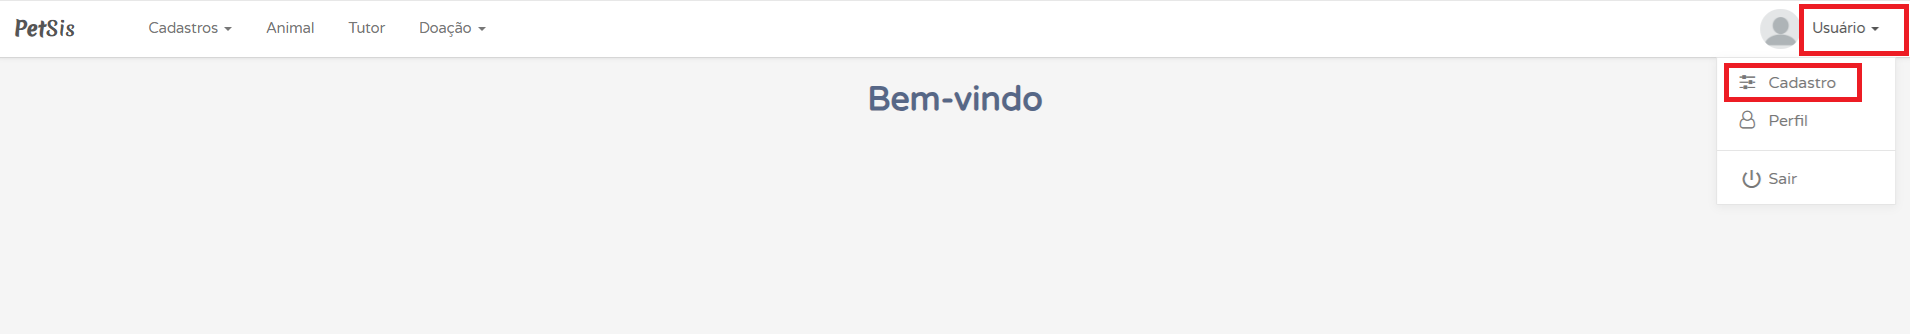 PetSis Cadastros Animal Tutor Doação Usuário
Bem-vindo
Cadastro
Perfil
Sair